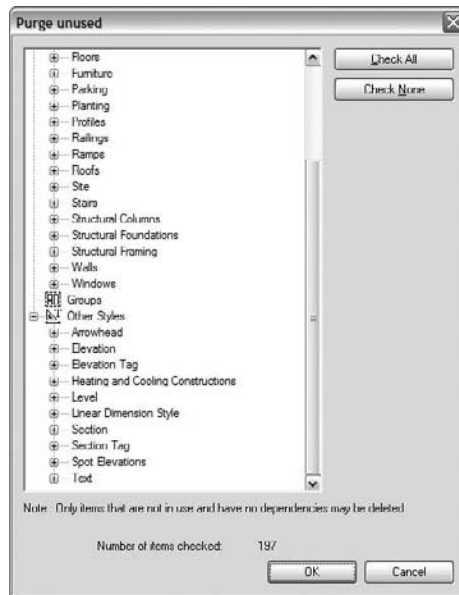 Purge unused
Floors
Check All
Furniture
Parking
Check None
Planting
Profiles
Railings
Ramps
Roofs
Site
Stairs
Structural Columns
Structural Foundations
Structural Framing
Walls
Windows
Groups
Other Styles
Arrowhead
Elevation
Elevation Tag
Heating and Cooling Constructions
Level
Linear Dimension Style
Section
Section Tag
Spot Elevations
Text
Note: Only items that are not in use and have no dependencies may be deleted
Number of items checked: 197
OK Cancel